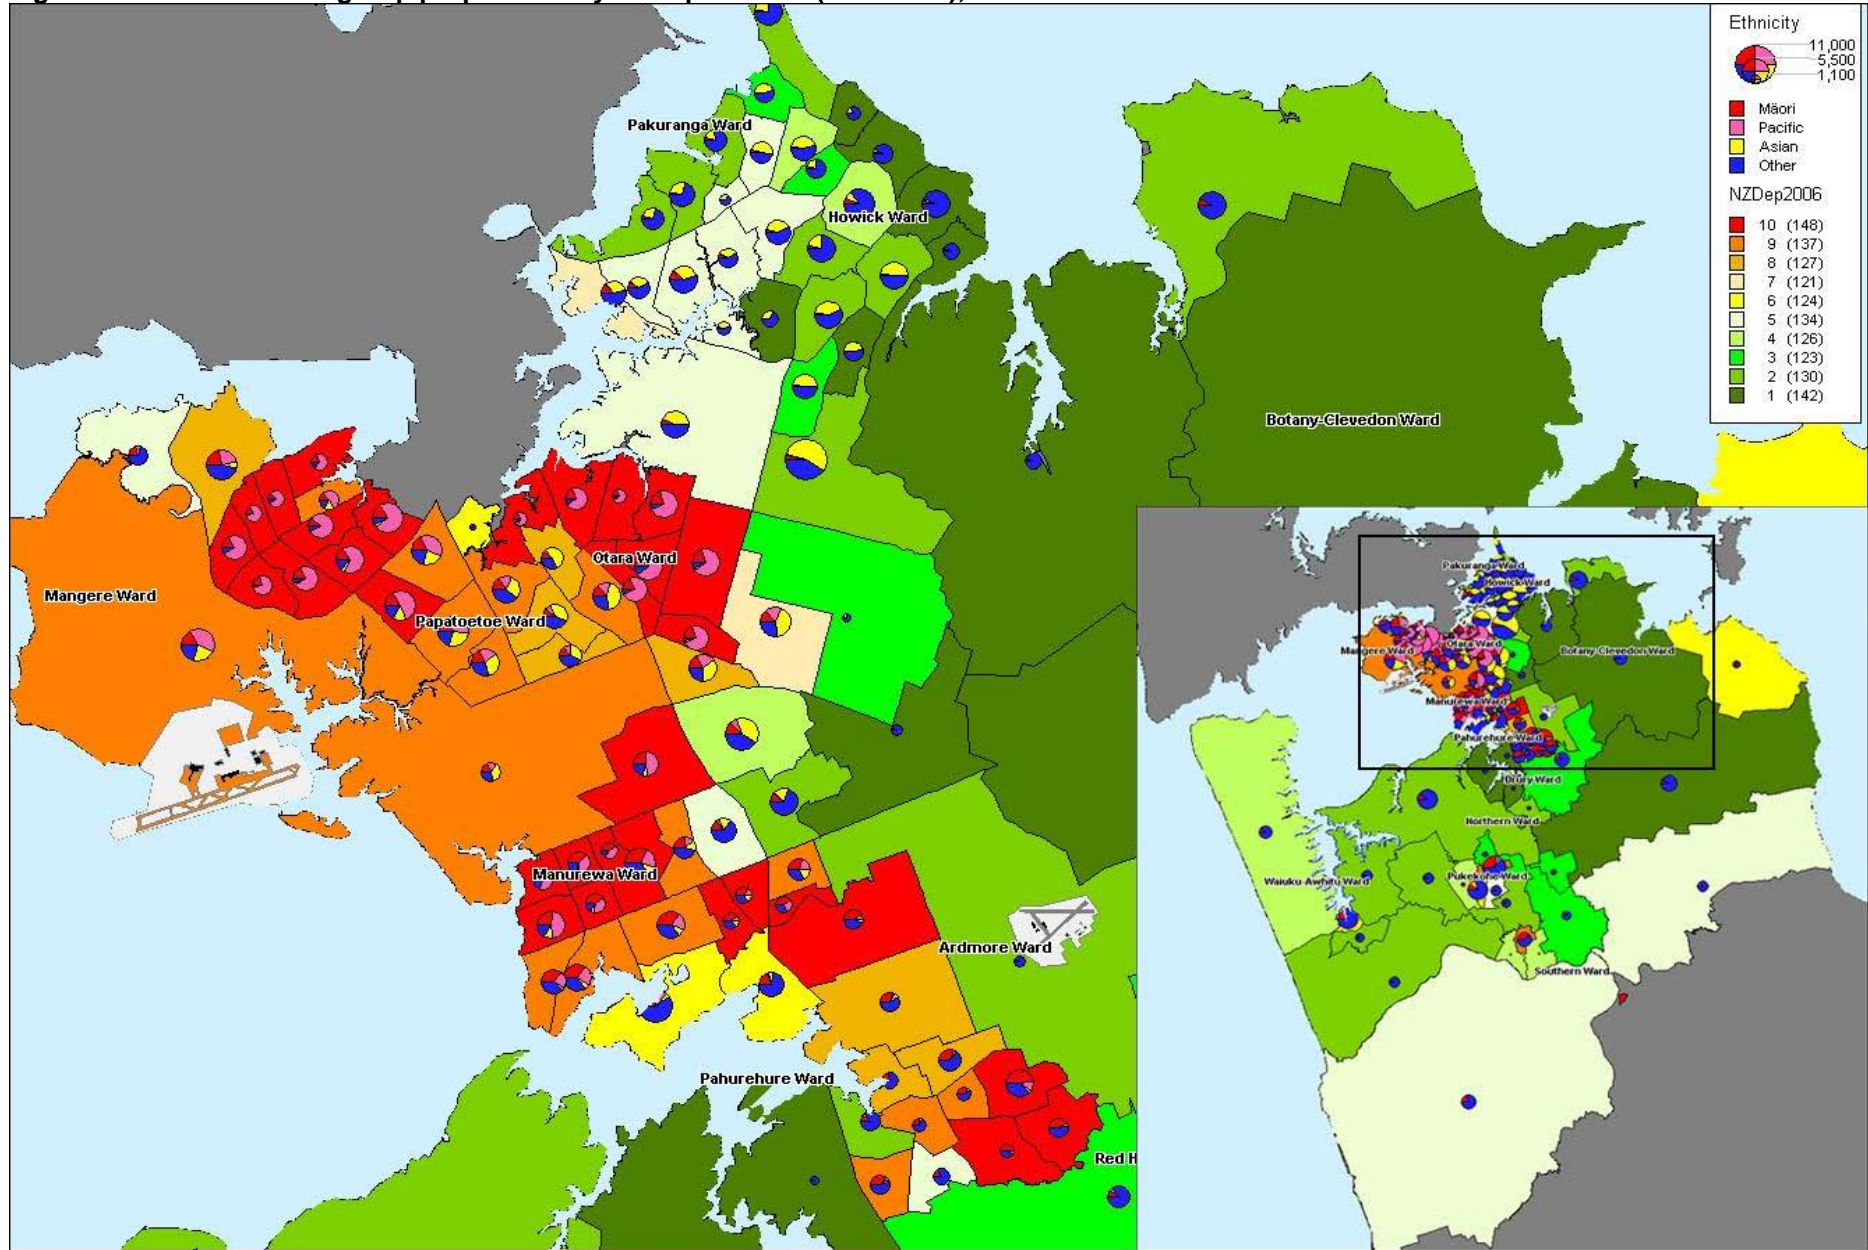 Ethnicity
11,000
5,500
1,100
Mäori
Pacific
Asian
Other
NZDep2006
10 (148)
9 (137)
8 (127)
7 (121)
6 (124)
5 (134)
4 (126)
3 (123)
2 (130)
1 (142)
Pakuranga Ward
Howick Ward
Botany-Clevedon Ward
Otara Ward
Mangere Ward
Papatoetoe Ward
Manurewa Ward
Ardmore Ward
Pahurehure Ward
Red H
Pakuranga Ward
Howick Ward
Otara Ward
Mangere Ward
Botany-Clevedon Ward
Manurewa Ward
Pahurehure Ward
Drury Ward
Northern Ward
Waiuku-Awhitu Ward
Pukekohe Ward
Southern Ward